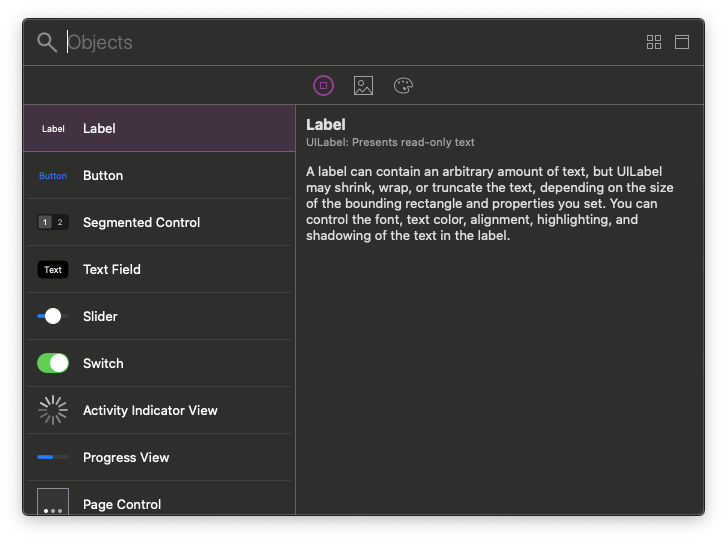 Objects
Label Label
Button Button
1 2 Segmented Control
Text Text Field
Slider
Switch
Activity Indicator View
Progress View
Page Control
Label
UILabel: Presents read-only text
A label can contain an arbitrary amount of text, but UILabel
may shrink, wrap, or truncate the text, depending on the size
of the bounding rectangle and properties you set. You can
control the font, text color, alignment, highlighting, and
shadowing of the text in the label.